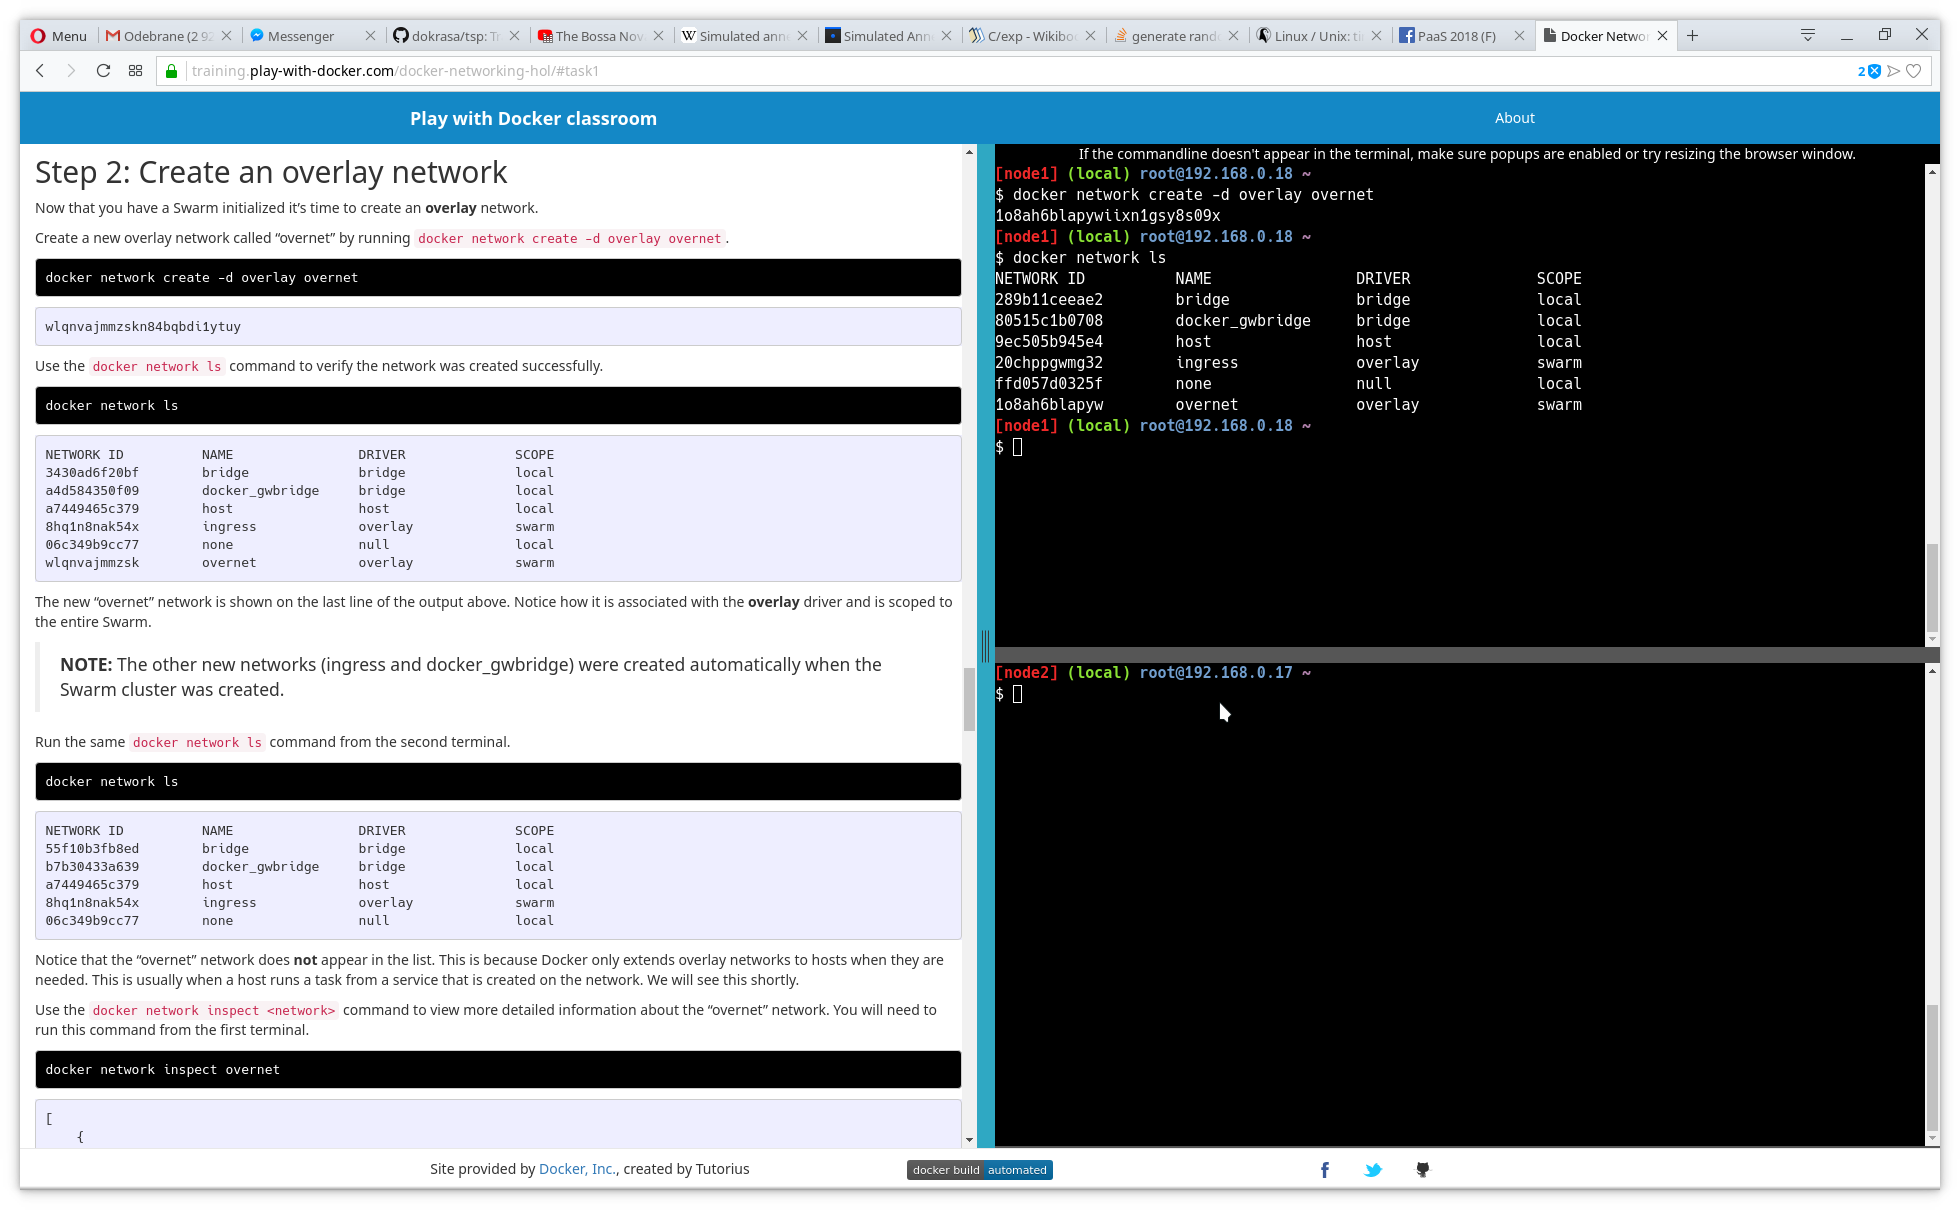 Menu
Odebrane (2 92
Messenger
dokrasa/tsp: Tr
The Bossa Nov
Simulated anne
Simulated Anne
C/exp - Wikiboo
generate rando
Linux / Unix: ti
PaaS 2018 (F)
Docker Networ
training.play-with-docker.com/docker-networking-hol/#task1
2
Play with Docker classroom
About
Step 2: Create an overlay network
Now that you have a Swarm initialized it’s time to create an overlay network.
Create a new overlay network called “overnet” by running docker network create -d overlay overnet.
docker network create -d overlay overnet
wlqnvajmmzskn84bqbdi1ytuy
Use the docker network ls command to verify the network was created successfully.
docker network ls
NETWORK ID NAME DRIVER SCOPE
3430ad6f20bf bridge bridge local
a4d584350f09 docker_gwbridge bridge local
a7449465c379 host host local
8hq1n8nak54x ingress overlay swarm
06c349b9cc77 none null local
wlqnvajmmzsk overnet overlay swarm
The new “overnet” network is shown on the last line of the output above. Notice how it is associated with the overlay driver and is scoped to
the entire Swarm.
NOTE: The other new networks (ingress and docker_gwbridge) were created automatically when the
Swarm cluster was created.
Run the same docker network ls command from the second terminal.
docker network ls
NETWORK ID NAME DRIVER SCOPE
55f10b3fb8ed bridge bridge local
b7b30433a639 docker_gwbridge bridge local
a7449465c379 host host local
8hq1n8nak54x ingress overlay swarm
06c349b9cc77 none null local
Notice that the “overnet” network does not appear in the list. This is because Docker only extends overlay networks to hosts when they are
needed. This is usually when a host runs a task from a service that is created on the network. We will see this shortly.
Use the docker network inspect <network> command to view more detailed information about the “overnet” network. You will need to
run this command from the first terminal.
docker network inspect overnet
[
{
If the commandline doesn't appear in the terminal, make sure popups are enabled or try resizing the browser window.
[node1] (local) root@192.168.0.18 ~
$ docker network create -d overlay overnet
1o8ah6blapywiixn1gsy8s09x
[node1] (local) root@192.168.0.18 ~
$ docker network ls
NETWORK ID NAME DRIVER SCOPE
289b11ceeae2 bridge bridge local
80515c1b0708 docker_gwbridge bridge local
9ec505b945e4 host host local
20chppgwmg32 ingress overlay swarm
ffd057d0325f none null local
1o8ah6blapyw overnet overlay swarm
[node1] (local) root@192.168.0.18 ~
$
[node2] (local) root@192.168.0.17 ~
$
Site provided by Docker, Inc., created by Tutorius
docker build automated